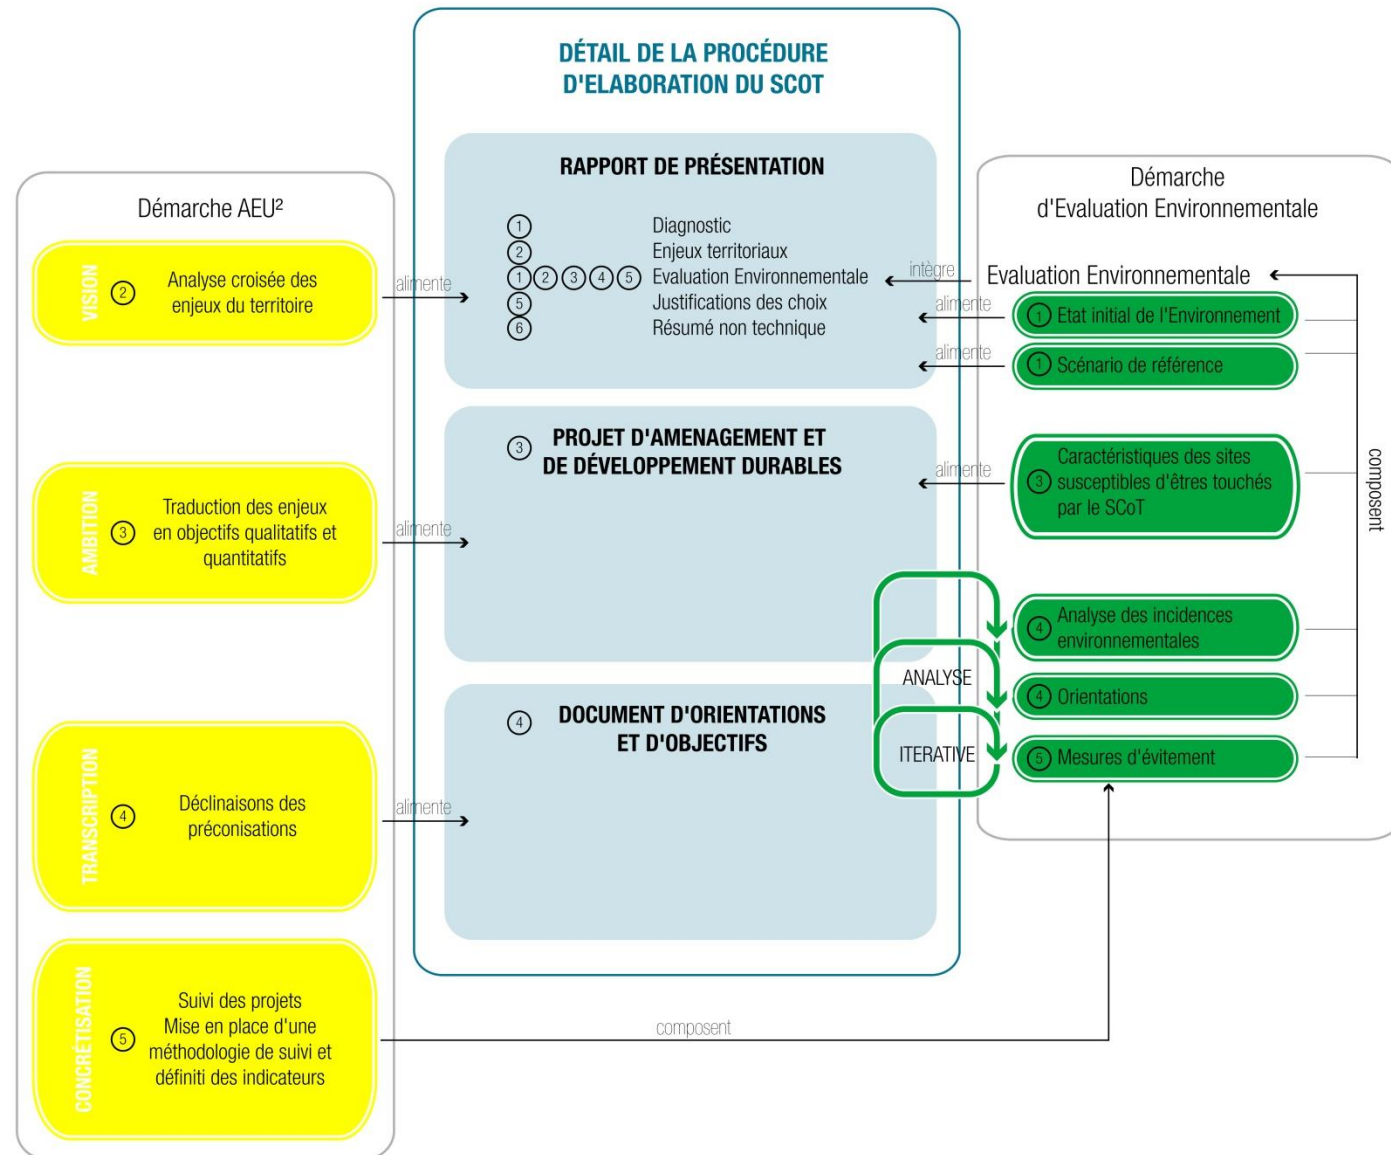 DÉTAIL DE LA PROCÉDURE
D'ELABORATION DU SCOT
Démarche AEU²
VISION
2
Analyse croisée des
enjeux du territoire
alimente
AMBITION
3
Traduction des enjeux
en objectifs qualitatifs et
quantitatifs
alimente
TRANSCRIPTION
4
Déclinaisons des
préconisations
alimente
CONCRÉTISATION
5
Suivi des projets
Mise en place d'une
méthodologie de suivi et
définiti des indicateurs
composent
RAPPORT DE PRÉSENTATION
1 Diagnostic
2 Enjeux territoriaux
1 2 3 4 5 Evaluation Environnementale
5 Justifications des choix
6 Résumé non technique
3
PROJET D'AMENAGEMENT ET
DE DÉVELOPPEMENT DURABLES
4
DOCUMENT D'ORIENTATIONS
ET D'OBJECTIFS
ANALYSE
ITERATIVE
Démarche
d'Evaluation Environnementale
intègre
Evaluation Environnementale
alimente
1 Etat initial de l'Environnement
alimente
1 Scénario de référence
alimente
3
Caractéristiques des sites
susceptibles d'êtres touchés
par le SCoT
4
Analyse des incidences
environnementales
4 Orientations
5 Mesures d'évitement
composent